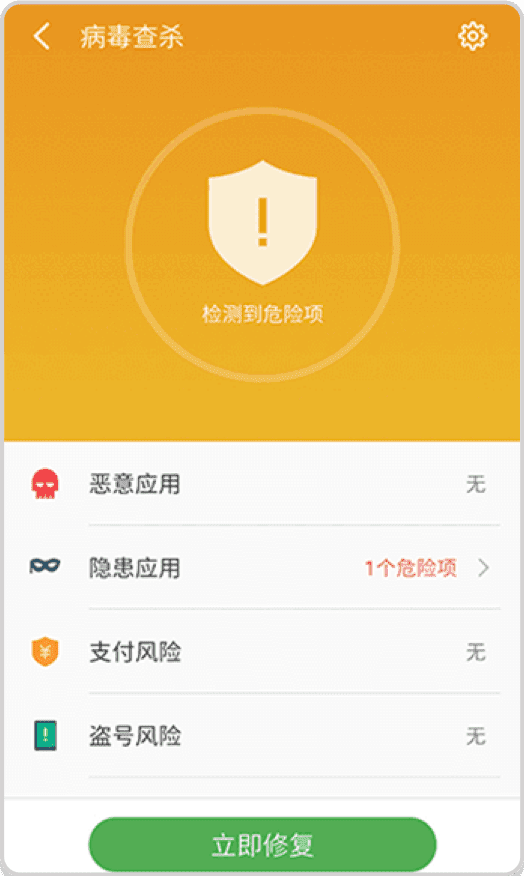 病毒查杀
检测到危险项
恶意应用 无
隐患应用 1个危险项
支付风险 无
盗号风险 无
立即修复